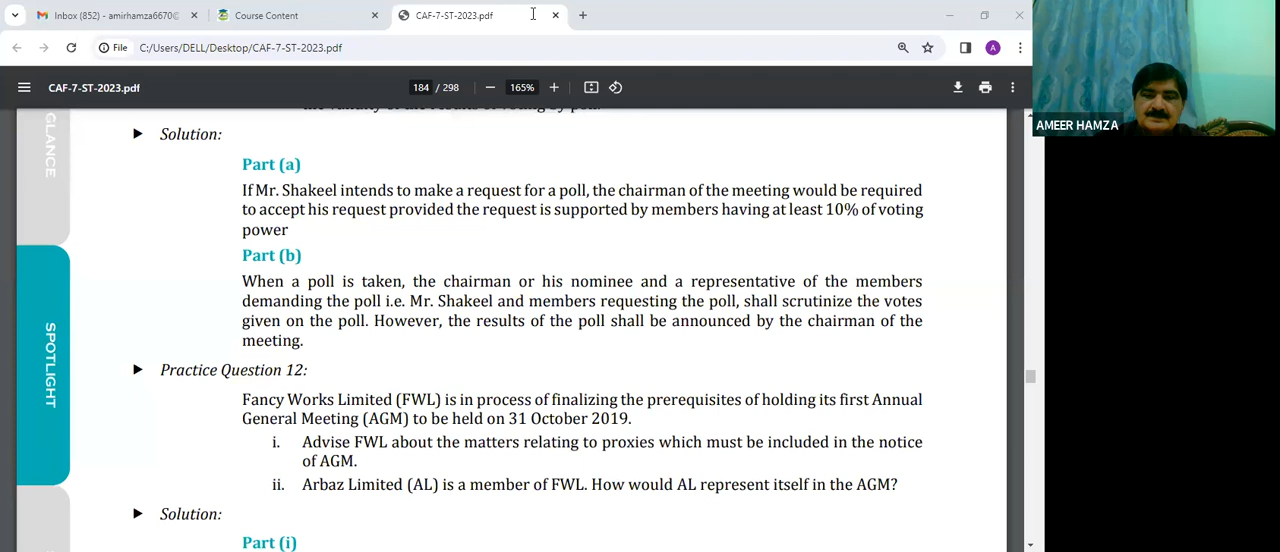 Inbox (852) - amirhamza6670@
Course Content
CAF-7-ST-2023.pdf
File C:/Users/DELL/Desktop/CAF-7-ST-2023.pdf
A
CAF-7-ST-2023.pdf
184 / 298
165%
AMEER HAMZA
GLANCE
Solution:
Part (a)
If Mr. Shakeel intends to make a request for a poll, the chairman of the meeting would be required
to accept his request provided the request is supported by members having at least 10% of voting
power
Part (b)
When a poll is taken, the chairman or his nominee and a representative of the members
demanding the poll i.e. Mr. Shakeel and members requesting the poll, shall scrutinize the votes
given on the poll. However, the results of the poll shall be announced by the chairman of the
meeting.
SPOTLIGHT
Practice Question 12:
Fancy Works Limited (FWL) is in process of finalizing the prerequisites of holding its first Annual
General Meeting (AGM) to be held on 31 October 2019.
i. Advise FWL about the matters relating to proxies which must be included in the notice
of AGM.
ii. Arbaz Limited (AL) is a member of FWL. How would AL represent itself in the AGM?
Solution:
Part (i)